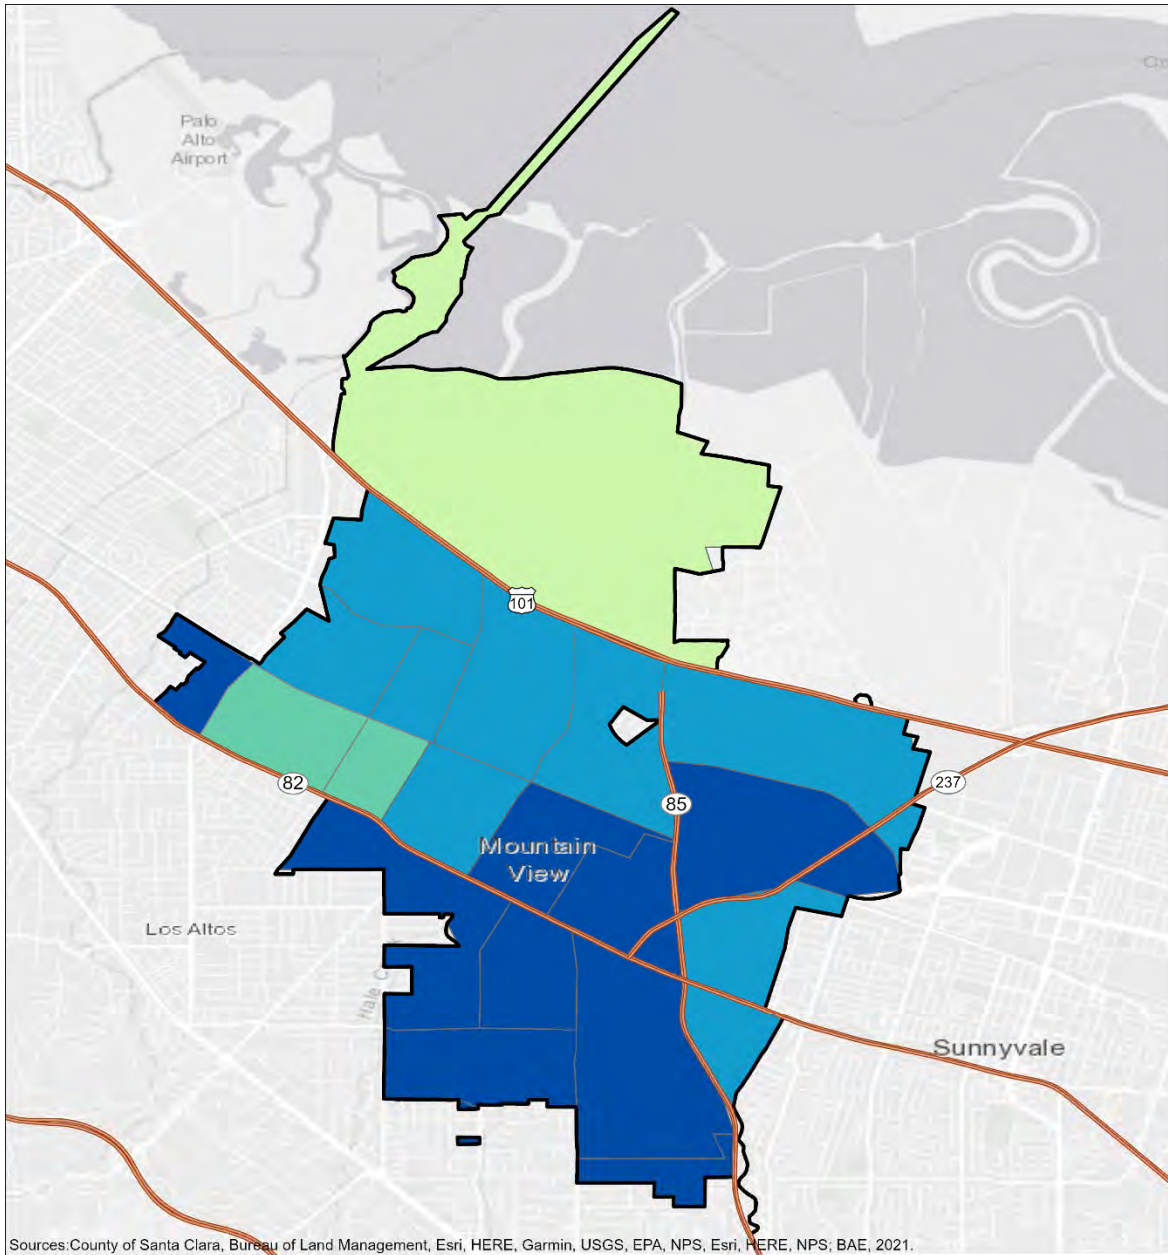 Palo
Alto
Airport
101
82
85
237
Mountain
View
Los Altos
Hale C
Sunnyvale
Sources:County of Santa Clara, Bureau of Land Management, Esri, HERE, Garmin, USGS, EPA, NPS, Esri, HERE, NPS; BAE, 2021.